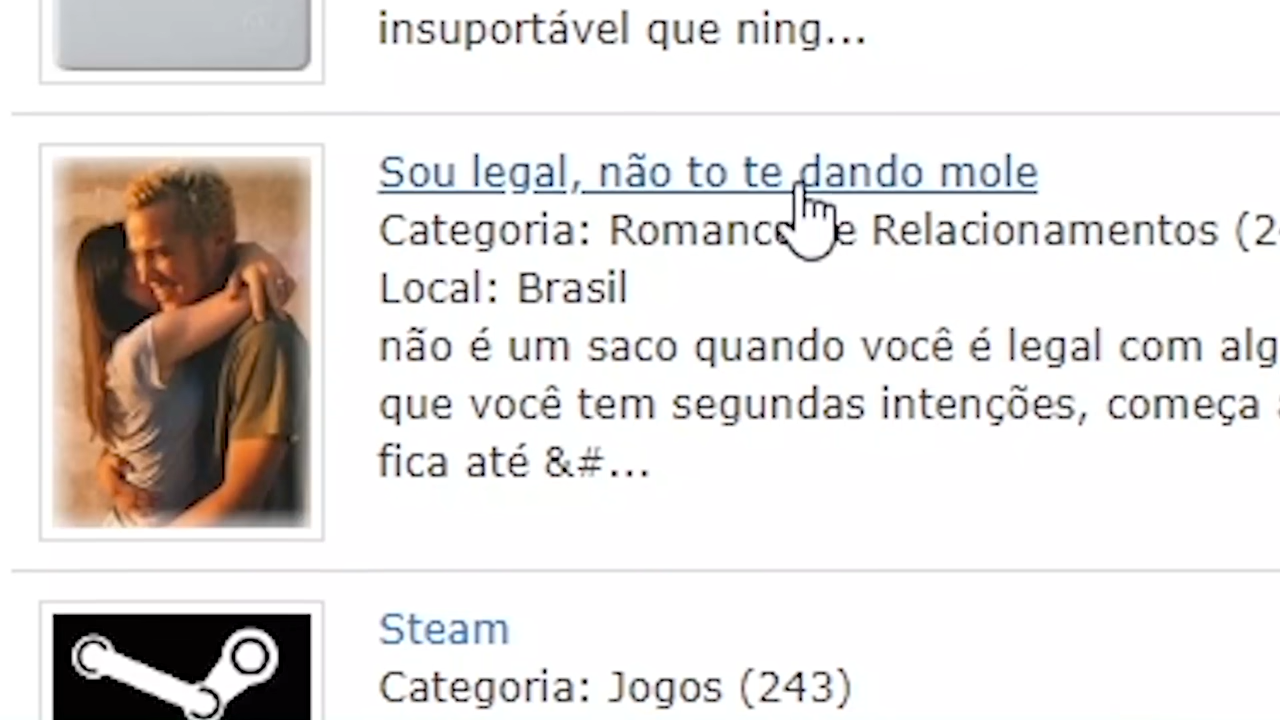 insuportável que ning...
Sou legal, não to te dando mole
Categoria: Romance e Relacionamentos
Local: Brasil
não é um saco quando você é legal com alg
que você tem segundas intenções, começa
fica até &#...
Steam
Categoria: Jogos (243)